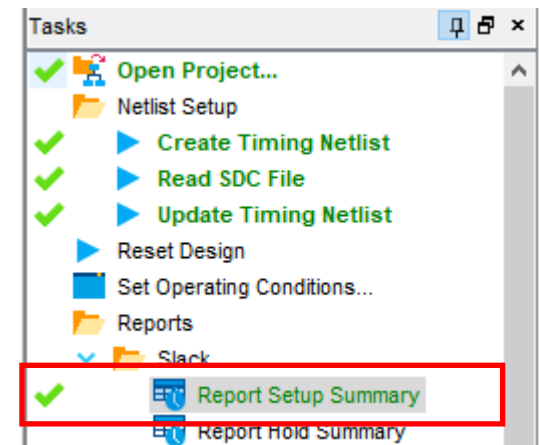 Tasks
Open Project...
Netlist Setup
Create Timing Netlist
Read SDC File
Update Timing Netlist
Reset Design
Set Operating Conditions...
Reports
Slack
Report Setup Summary
Report Hold Summary